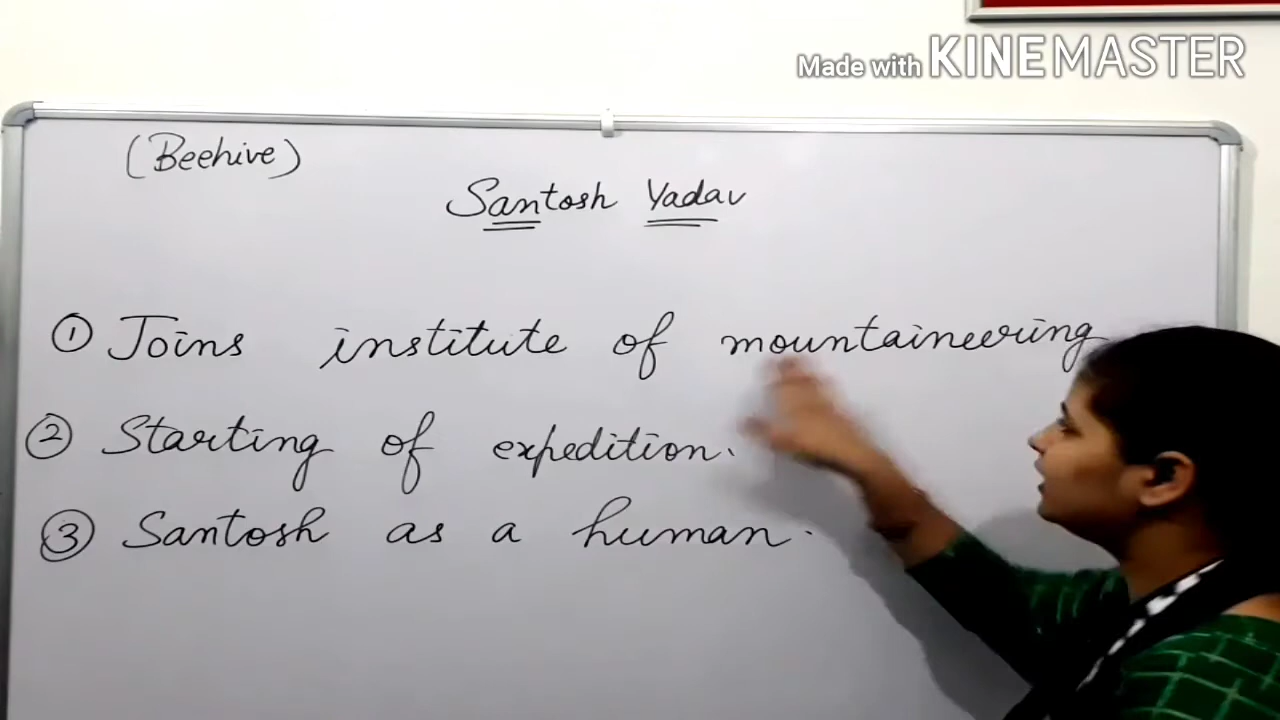 Made with KINEMASTER
(Beehive)
Santosh Yadav
① Joins institute of mountaineering
② Starting of expedition.
③ Santosh as a human.